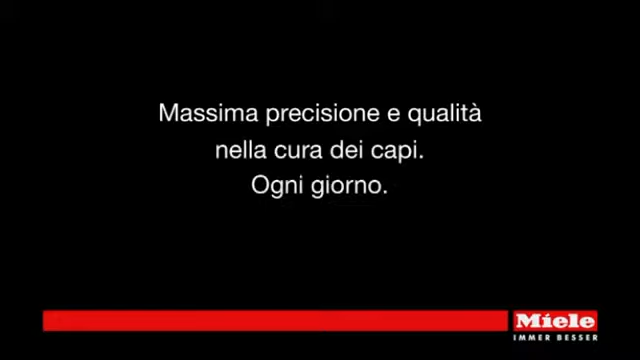 Massima precisione e qualità
nella cura dei capi.
Ogni giorno.
Miele
IMMER BESSER